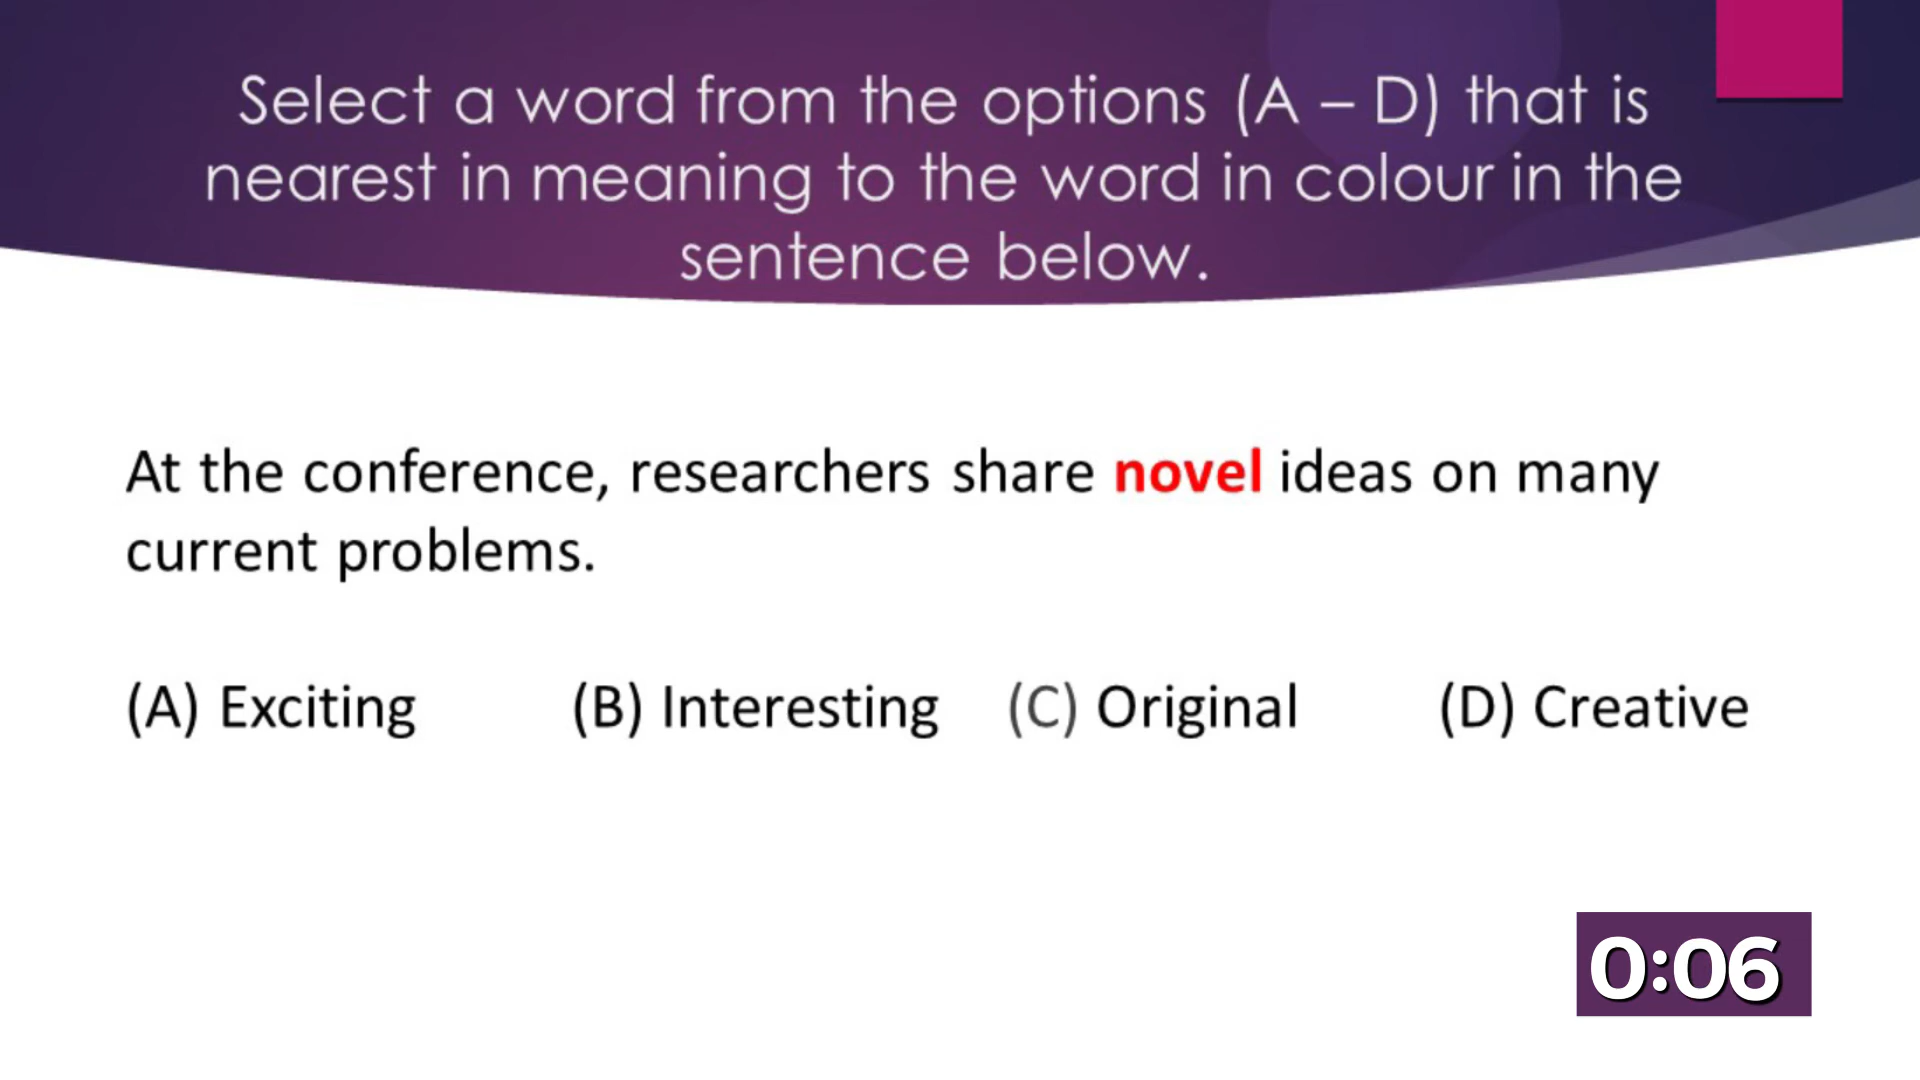 Select a word from the options (A – D) that is
nearest in meaning to the word in colour in the
sentence below.
At the conference, researchers share novel ideas on many
current problems.
(A) Exciting (B) Interesting (C) Original (D) Creative
0:06